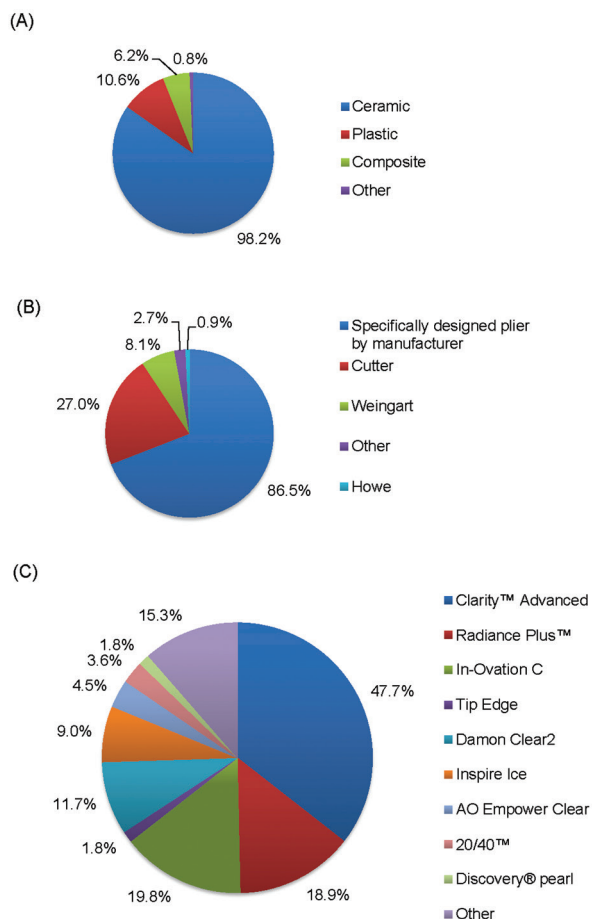 (A)
6.2%
0.8%
10.6%
98.2%
Ceramic
Plastic
Composite
Other
(B)
2.7%
0.9%
8.1%
27.0%
86.5%
Specifically designed plier
by manufacturer
Cutter
Weingart
Other
Howe
(C)
15.3%
1.8%
3.6%
4.5%
9.0%
11.7%
1.8%
19.8%
18.9%
47.7%
Clarity™ Advanced
Radiance Plus™
In-Ovation C
Tip Edge
Damon Clear2
Inspire Ice
AO Empower Clear
20/40™
Discovery® pearl
Other